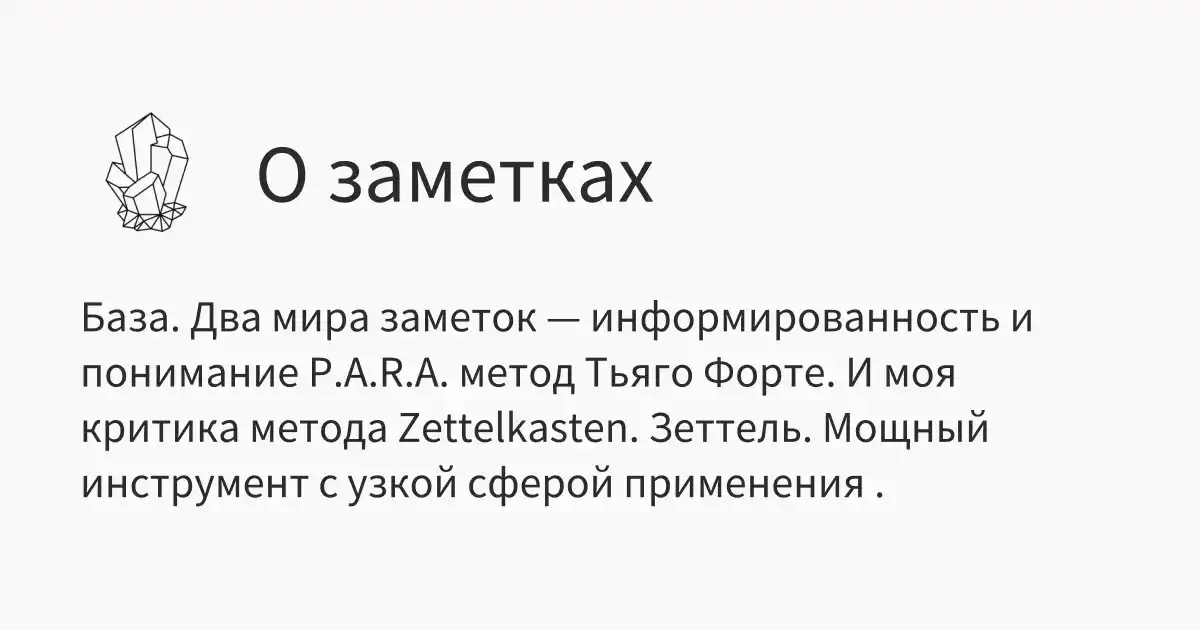 О заметках
База. Два мира заметок — информированность и
понимание P.A.R.A. метод Тьяго Форте. И моя
критика метода Zettelkasten. Зеттель. Мощный
инструмент с узкой сферой применения .